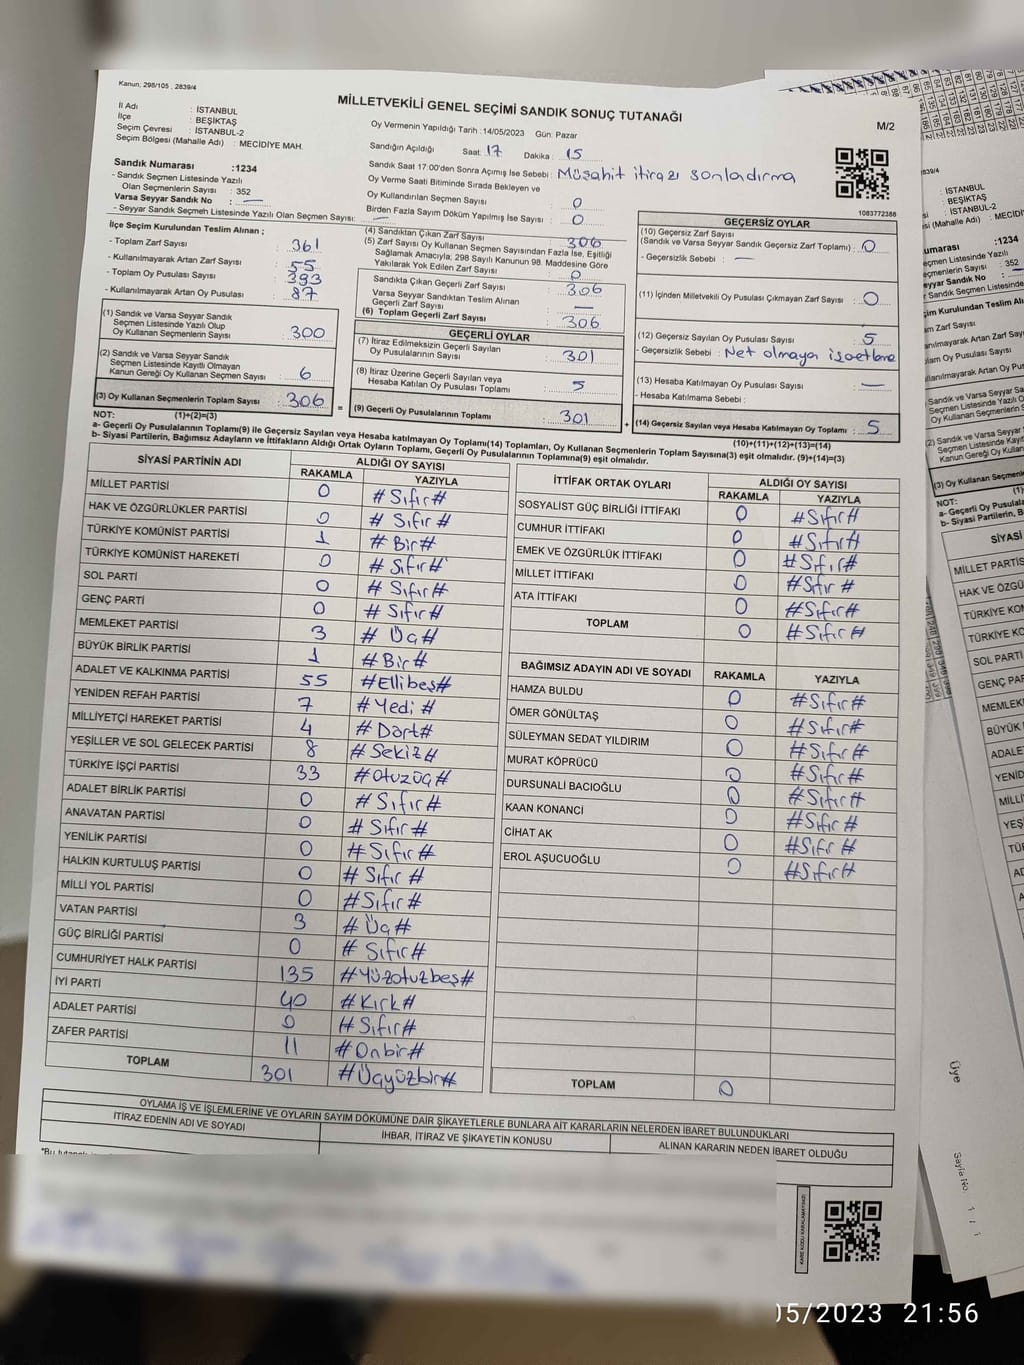 Kanun, 298/105 , 2839/4
MİLLETVEKİLİ GENEL SEÇİMİ SANDIK SONUÇ TUTANAĞI
M/2
İl Adı : İSTANBUL
İlçe : BEŞİKTAŞ
Seçim Çevresi : İSTANBUL-2
Seçim Bölgesi (Mahalle Adı) : MECİDİYE MAH.
Oy Vermenin Yapıldığı Tarih : 14/05/2023 Gün: Pazar
Sandığın Açıldığı Saat: 17 Dakika : 15
Sandık Saat 17:00'den Sonra Açımış İse Sebebi : Müşahit itirazı sonladırma
Oy Verme Saati Bitiminde Sırada Bekleyen ve
Oy Kullandırılan Seçmen Sayısı : 0
Birden Fazla Sayım Döküm Yapılmış İse Sayısı : 0
1083772388
Sandık Numarası :1234
- Sandık Seçmen Listesinde Yazılı
Olan Seçmenlerin Sayısı : 352
Varsa Seyyar Sandık No : —
- Seyyar Sandık Seçmen Listesinde Yazılı Olan Seçmen Sayısı: —
İlçe Seçim Kurulundan Teslim Alınan ;
- Toplam Zarf Sayısı : 361
- Kullanılmayarak Artan Zarf Sayısı : 55
- Toplam Oy Pusulası Sayısı : 393
- Kullanılmayarak Artan Oy Pusulası : 87
(1) Sandık ve Varsa Seyyar Sandık
Seçmen Listesinde Yazılı Olup
Oy Kullanan Seçmenlerin Sayısı : 300
(2) Sandık ve Varsa Seyyar Sandık
Seçmen Listesinde Kayıtlı Olmayan
Kanun Gereği Oy Kullanan Seçmen Sayısı : 6
(3) Oy Kullanan Seçmenlerin Toplam Sayısı : 306
(4) Sandıktan Çıkan Zarf Sayısı : 306
(5) Zarf Sayısı Oy Kullanan Seçmen Sayısından Fazla İse, Eşitliği
Sağlamak Amacıyla; 298 Sayılı Kanunun 98. Maddesine Göre
Yakılarak Yok Edilen Zarf Sayısı : 0
Sandıkta Çıkan Geçerli Zarf Sayısı : 306
Varsa Seyyar Sandıktan Teslim Alınan
Geçerli Zarf Sayısı : —
(6) Toplam Geçerli Zarf Sayısı : 306
GEÇERLİ OYLAR
(7) İtiraz Edilmeksizin Geçerli Sayılan
Oy Pusulalarının Sayısı : 301
(8) İtiraz Üzerine Geçerli Sayılan veya
Hesaba Katılan Oy Pusulası Toplamı : 5
= (9) Geçerli Oy Pusulalarının Toplamı : 301
GEÇERSİZ OYLAR
(10) Geçersiz Zarf Sayısı
(Sandık ve Varsa Seyyar Sandık Geçersiz Zarf Toplamı) : 0
- Geçersizlik Sebebi : —
(11) İçinden Milletvekili Oy Pusulası Çıkmayan Zarf Sayısı : 0
(12) Geçersiz Sayılan Oy Pusulası Sayısı : 5
- Geçersizlik Sebebi : Net olmaya işaetleme
(13) Hesaba Katılmayan Oy Pusulası Sayısı : —
- Hesaba Katılmama Sebebi :
+ (14) Geçersiz Sayılan veya Hesaba Katılmayan Oy Toplamı : 5
NOT: (1)+(2)=(3)
(10)+(11)+(12)+(13)=(14)
a- Geçerli Oy Pusulalarının Toplamı(9) ile Geçersiz Sayılan veya Hesaba katılmayan Oy Toplamı(14) Toplamları, Oy Kullanan Seçmenlerin Toplam Sayısına(3) eşit olmalıdır. (9)+(14)=(3)
b- Siyasi Partilerin, Bağımsız Adayların ve İttifakların Aldığı Ortak Oyların Toplamı, Geçerli Oy Pusulalarının Toplamına(9) eşit olmalıdır.
SİYASİ PARTİNİN ADI ALDIĞI OY SAYISI
RAKAMLA YAZIYLA
MİLLET PARTİSİ 0 #Sıfır#
HAK VE ÖZGÜRLÜKLER PARTİSİ 0 #Sıfır#
TÜRKİYE KOMÜNİST PARTİSİ 1 #Bir#
TÜRKİYE KOMÜNİST HAREKETİ 0 #Sıfır#
SOL PARTİ 0 #Sıfır#
GENÇ PARTİ 0 #Sıfır#
MEMLEKET PARTİSİ 3 #Üç#
BÜYÜK BİRLİK PARTİSİ 1 #Bir#
ADALET VE KALKINMA PARTİSİ 55 #Ellibeş#
YENİDEN REFAH PARTİSİ 7 #Yedi#
MİLLİYETÇİ HAREKET PARTİSİ 4 #Dört#
YEŞİLLER VE SOL GELECEK PARTİSİ 8 #Sekiz#
TÜRKİYE İŞÇİ PARTİSİ 33 #Otuzüç#
ADALET BİRLİK PARTİSİ 0 #Sıfır#
ANAVATAN PARTİSİ 0 #Sıfır#
YENİLİK PARTİSİ 0 #Sıfır#
HALKIN KURTULUŞ PARTİSİ 0 #Sıfır#
MİLLİ YOL PARTİSİ 0 #Sıfır#
VATAN PARTİSİ 3 #Üç#
GÜÇ BİRLİĞİ PARTİSİ 0 #Sıfır#
CUMHURİYET HALK PARTİSİ 135 #Yüzotuzbeş#
İYİ PARTİ 40 #Kırk#
ADALET PARTİSİ 0 #Sıfır#
ZAFER PARTİSİ 11 #Onbir#
TOPLAM 301 #Üçyüzbir#
İTTİFAK ORTAK OYLARI ALDIĞI OY SAYISI
RAKAMLA YAZIYLA
SOSYALİST GÜÇ BİRLİĞİ İTTİFAKI 0 #Sıfır#
CUMHUR İTTİFAKI 0 #Sıfır#
EMEK VE ÖZGÜRLÜK İTTİFAKI 0 #Sıfır#
MİLLET İTTİFAKI 0 #Sıfır#
ATA İTTİFAKI 0 #Sıfır#
TOPLAM 0 #Sıfır#
BAĞIMSIZ ADAYIN ADI VE SOYADI RAKAMLA YAZIYLA
HAMZA BULDU 0 #Sıfır#
ÖMER GÖNÜLTAŞ 0 #Sıfır#
SÜLEYMAN SEDAT YILDIRIM 0 #Sıfır#
MURAT KÖPRÜCÜ 0 #Sıfır#
DURSUNALİ BACIOĞLU 0 #Sıfır#
KAAN KONANCİ 0 #Sıfır#
CİHAT AK 0 #Sıfır#
EROL AŞUCUOĞLU 0 #Sıfır#
TOPLAM 0
OYLAMA İŞ VE İŞLEMLERİNE VE OYLARIN SAYIM DÖKÜMÜNE DAİR ŞİKAYETLERLE BUNLARA AİT KARARLARIN NELERDEN İBARET BULUNDUKLARI
İTİRAZ EDENİN ADI VE SOYADI İHBAR, İTİRAZ VE ŞİKAYETİN KONUSU ALINAN KARARIN NEDEN İBARET OLDUĞU
KARE KODU KARALAMAYINIZ!
Üye
Sayfa No: 1 / 1
05/2023 21:56